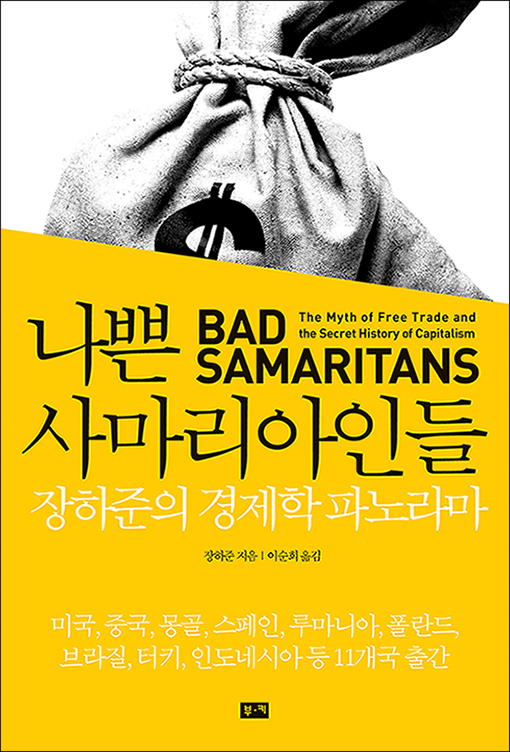 나쁜 BAD SAMARITANS
The Myth of Free Trade and
the Secret History of Capitalism
사마리아인들
장하준의 경제학 파노라마
장하준 지음 | 이순희 옮김
미국, 중국, 몽골, 스페인, 루마니아, 폴란드,
브라질, 터키, 인도네시아 등 11개국 출간
부·키